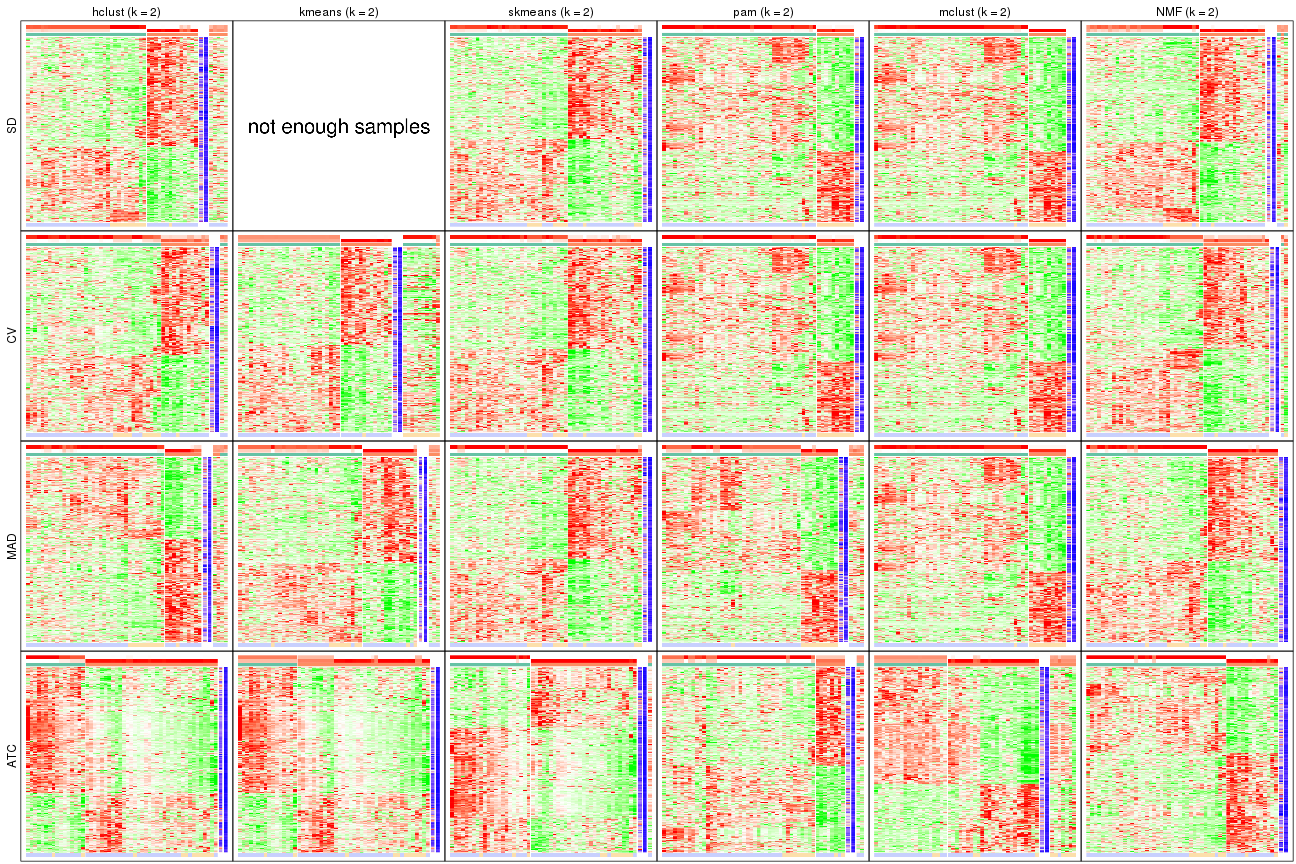 hclust (k = 2) kmeans (k = 2) skmeans (k = 2) pam (k = 2) mclust (k = 2) NMF (k = 2)
SD
not enough samples
CV
MAD
ATC